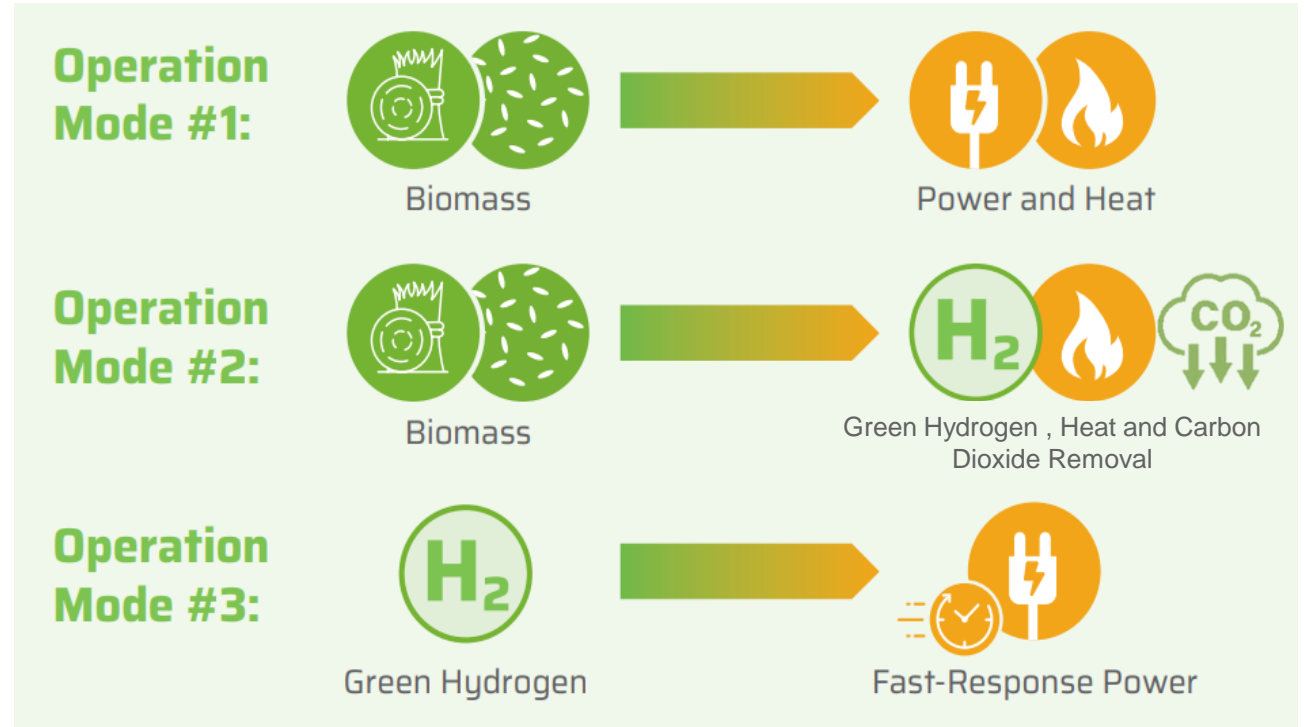 Operation
Mode #1:
Biomass
Power and Heat
Operation
Mode #2:
H2
CO2
Biomass
Green Hydrogen , Heat and Carbon
Dioxide Removal
Operation
Mode #3:
H2
Green Hydrogen
Fast-Response Power